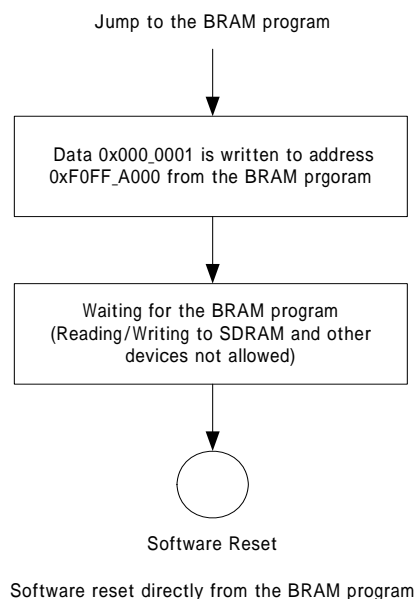 Jump to the BRAM program
Data 0x000_0001 is written to address
0xF0FF_A000 from the BRAM prgoram
Waiting for the BRAM program
(Reading/Writing to SDRAM and other
devices not allowed)
Software Reset
Software reset directly from the BRAM program